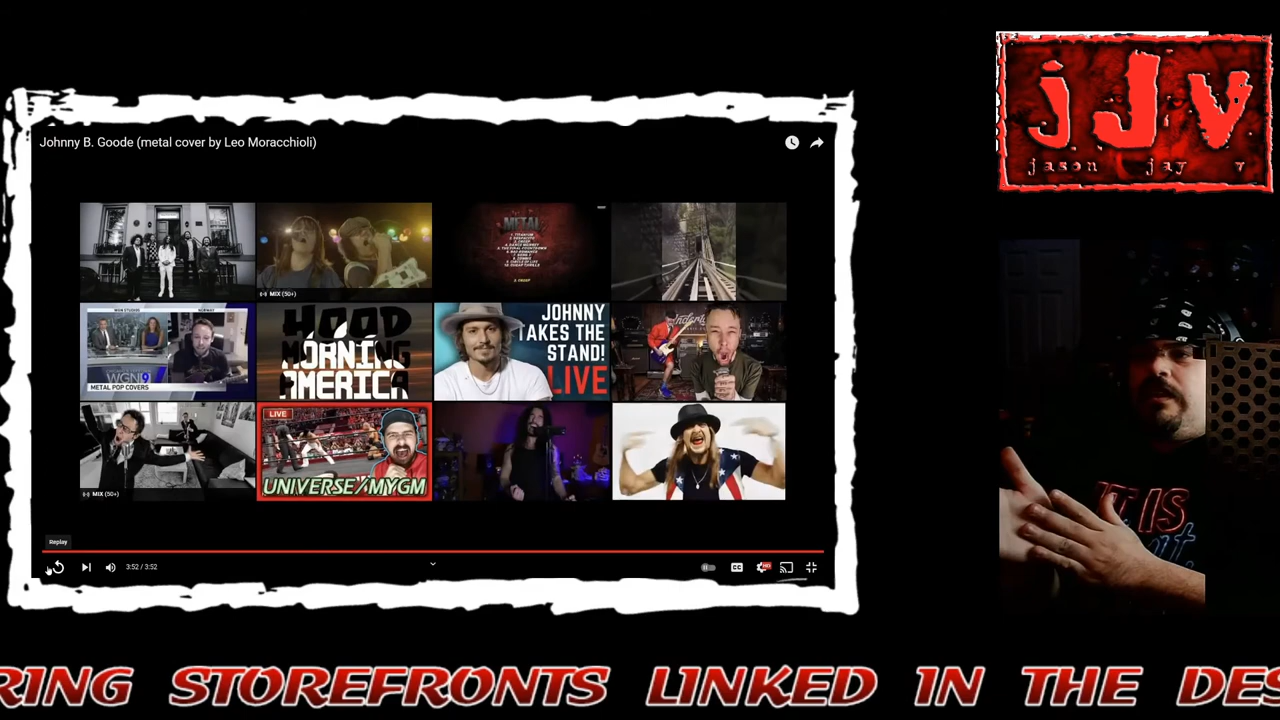 jJv
jason jay v
Johnny B. Goode (metal cover by Leo Moracchioli)
METAL
MIX (50+)
WGN9
METAL POP COVERS
HOOD
MORNING
AMERICA
JOHNNY
TAKES THE
STAND!
LIVE
MIX (50+)
LIVE
UNIVERSE/MYGM
IT IS
Replay
3:52 / 3:52
CC
HD
RING STOREFRONTS LINKED IN THE DES